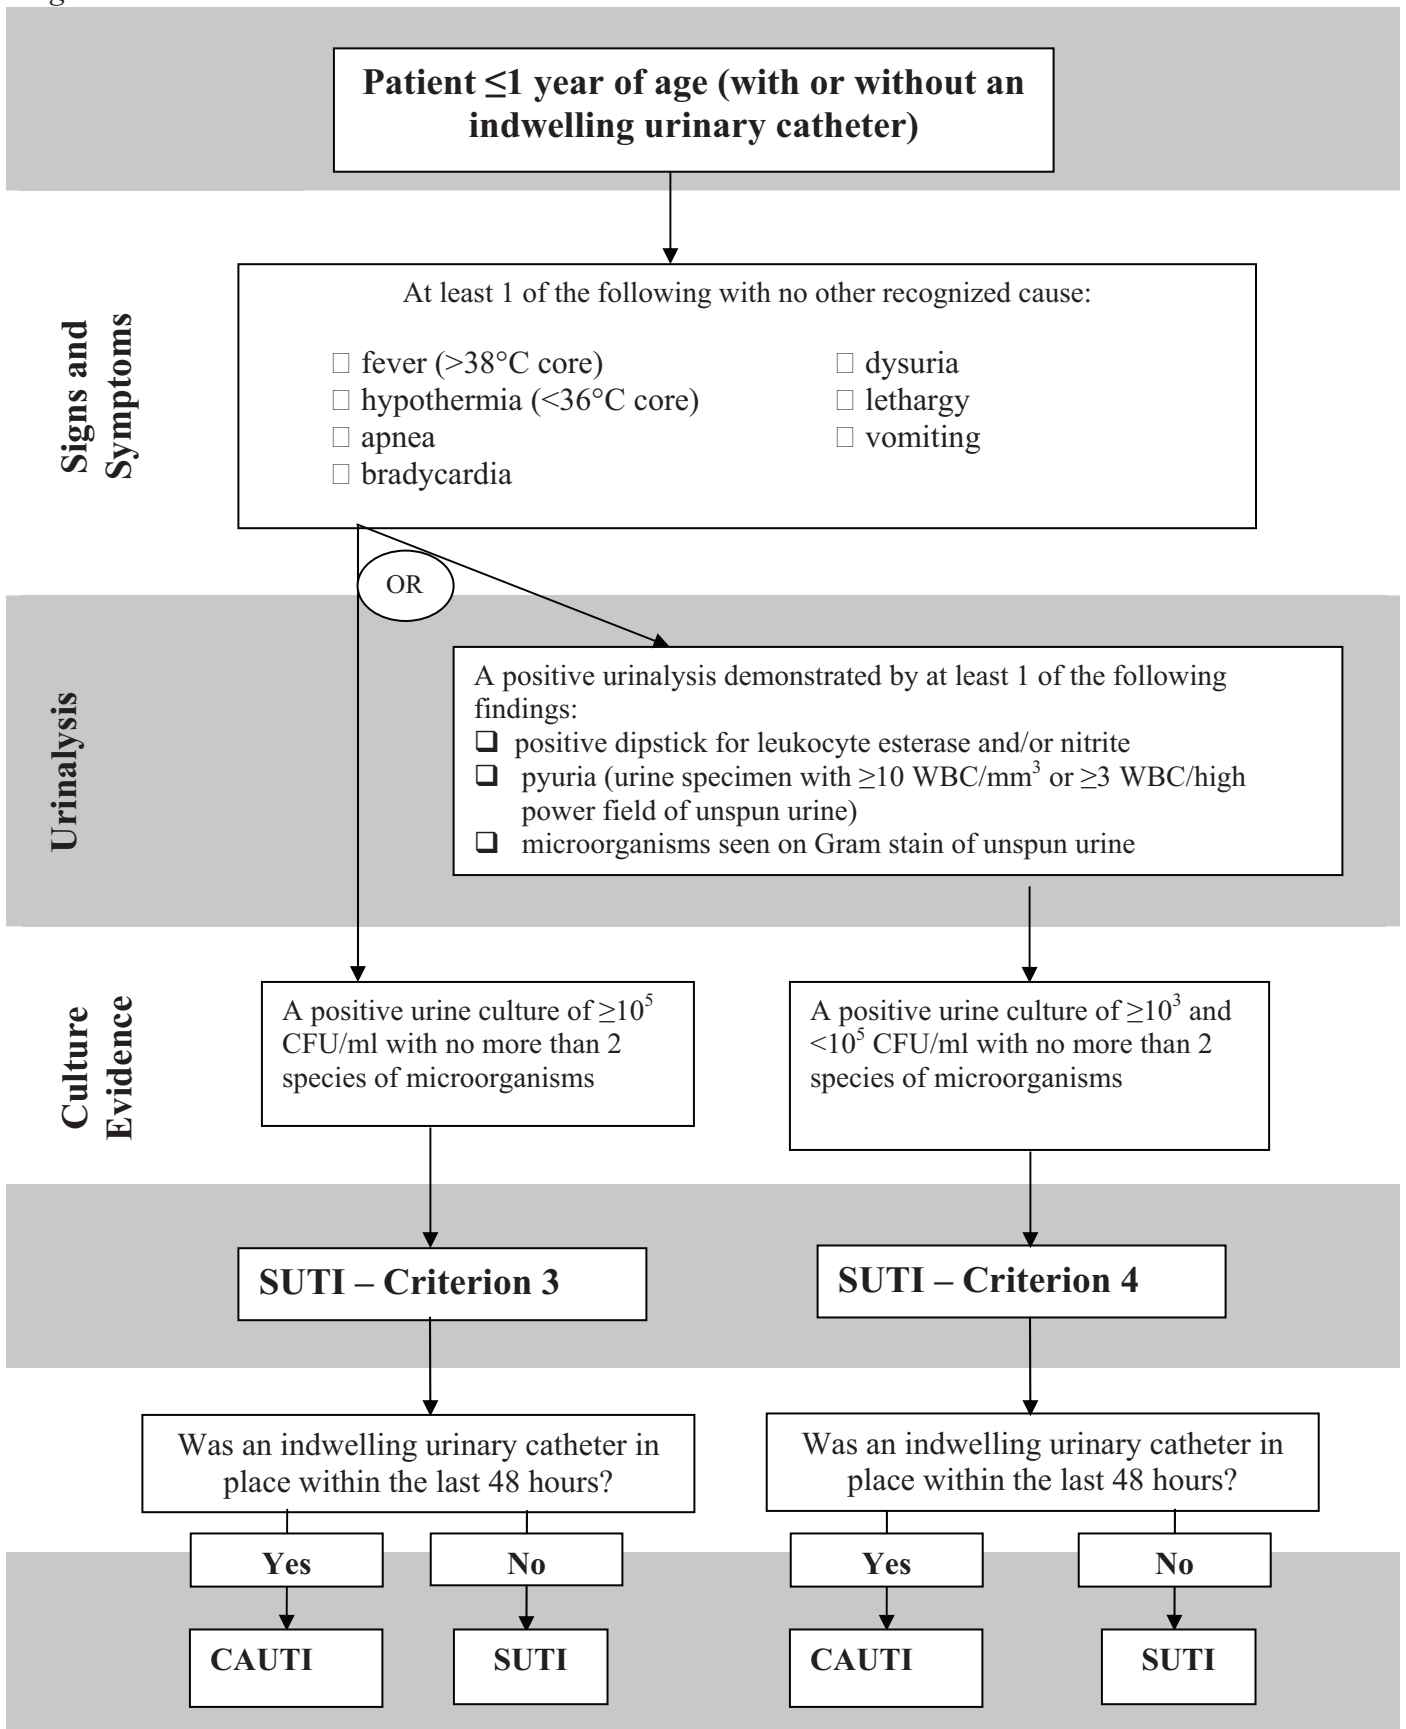 Patient ≤1 year of age (with or without an
indwelling urinary catheter)
Signs and
Symptoms
At least 1 of the following with no other recognized cause:
□ fever (>38°C core)
□ hypothermia (<36°C core)
□ apnea
□ bradycardia
□ dysuria
□ lethargy
□ vomiting
OR
Urinalysis
A positive urinalysis demonstrated by at least 1 of the following
findings:
❑ positive dipstick for leukocyte esterase and/or nitrite
❑ pyuria (urine specimen with ≥10 WBC/mm³ or ≥3 WBC/high
power field of unspun urine)
❑ microorganisms seen on Gram stain of unspun urine
Culture
Evidence
A positive urine culture of ≥10⁵
CFU/ml with no more than 2
species of microorganisms
A positive urine culture of ≥10³ and
<10⁵ CFU/ml with no more than 2
species of microorganisms
SUTI – Criterion 3
SUTI – Criterion 4
Was an indwelling urinary catheter in
place within the last 48 hours?
Was an indwelling urinary catheter in
place within the last 48 hours?
Yes
No
Yes
No
CAUTI
SUTI
CAUTI
SUTI